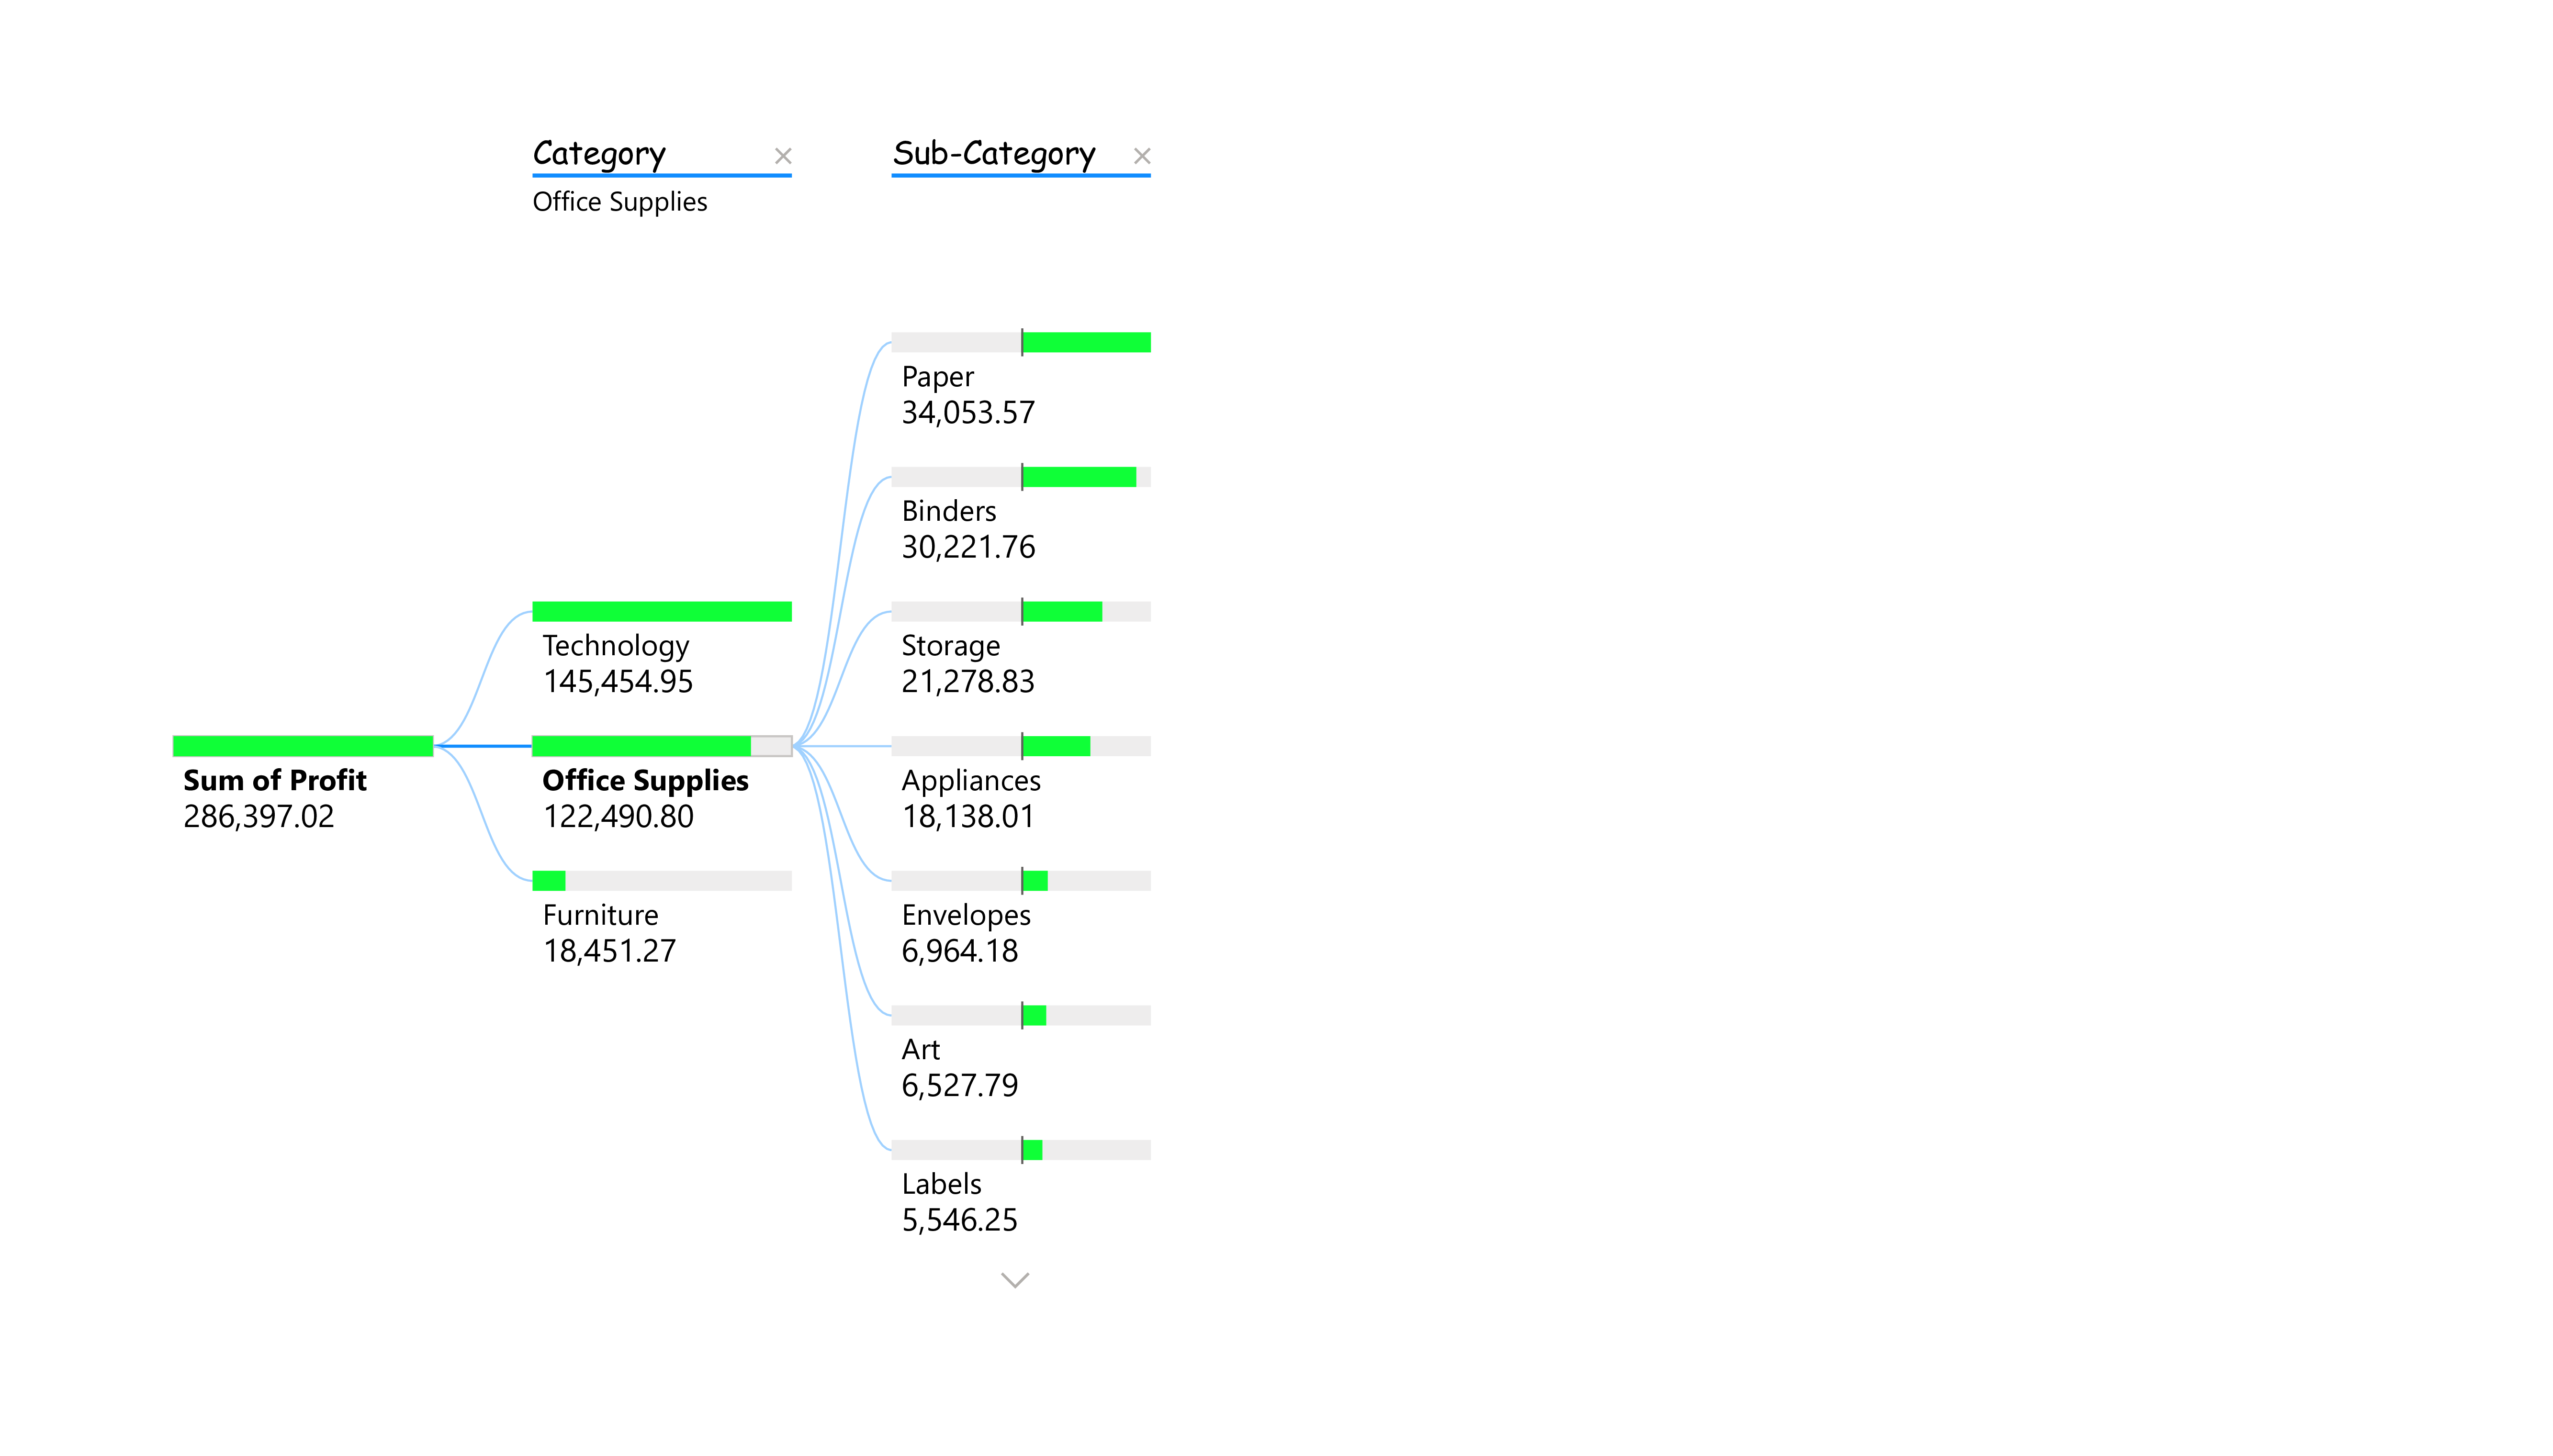 Category
Sub-Category
Office Supplies
Paper
34,053.57
Binders
30,221.76
Technology
145,454.95
Storage
21,278.83
Sum of Profit
286,397.02
Office Supplies
122,490.80
Appliances
18,138.01
Furniture
18,451.27
Envelopes
6,964.18
Art
6,527.79
Labels
5,546.25